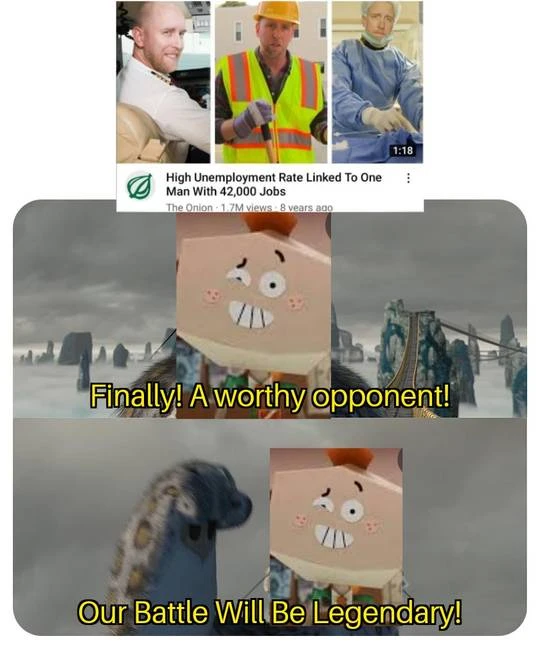 1:18
High Unemployment Rate Linked To One
Man With 42,000 Jobs
The Onion · 1.7M views · 8 years ago
Finally! A worthy opponent!
Our Battle Will Be Legendary!